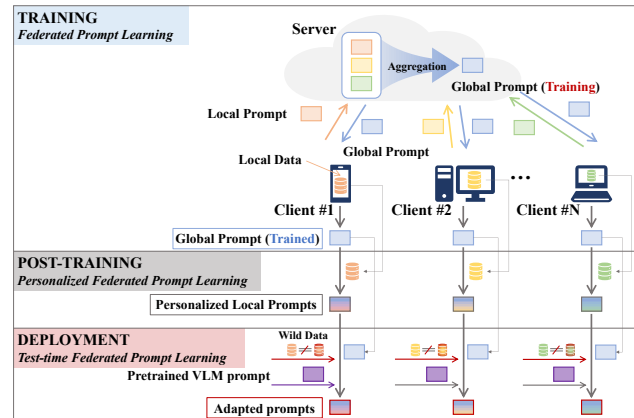 TRAINING
Federated Prompt Learning
Server
Aggregation
Global Prompt (Training)
Local Prompt
Global Prompt
Local Data
...
Client #1
Client #2
Client #N
Global Prompt (Trained)
POST-TRAINING
Personalized Federated Prompt Learning
Personalized Local Prompts
DEPLOYMENT
Test-time Federated Prompt Learning
Wild Data
≠
≠
≠
Pretrained VLM prompt
Adapted prompts